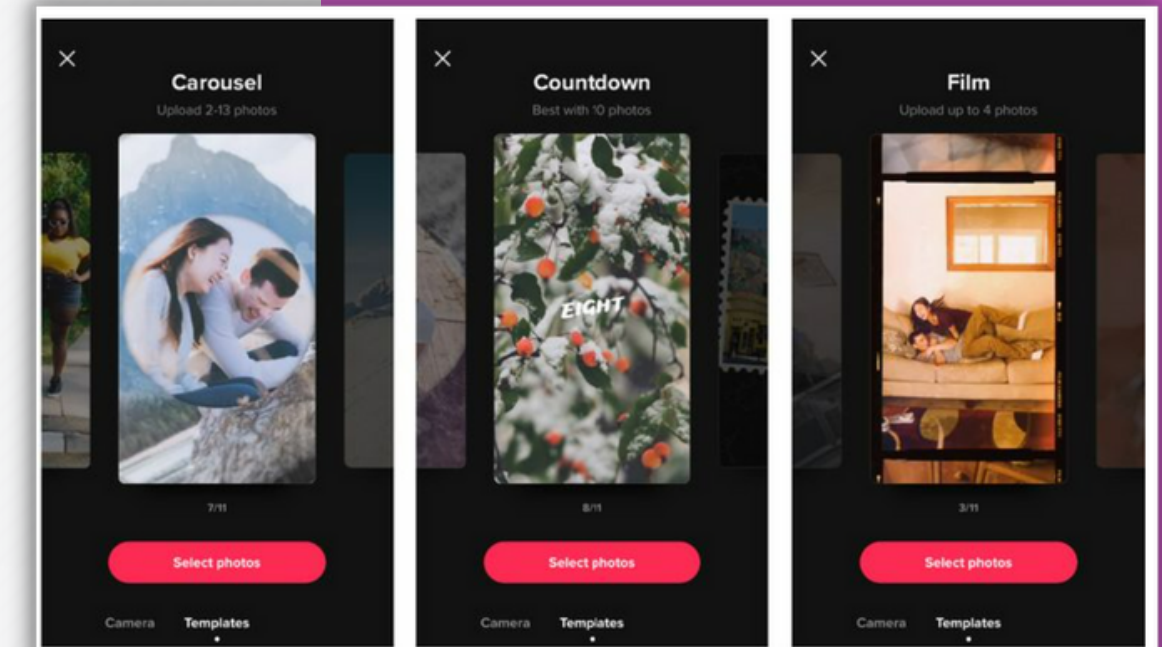 Carousel
Upload 2-13 photos
7/11
Select photos
Camera Templates
Countdown
Best with 10 photos
EIGHT
8/11
Select photos
Camera Templates
Film
Upload up to 4 photos
3/11
Select photos
Camera Templates